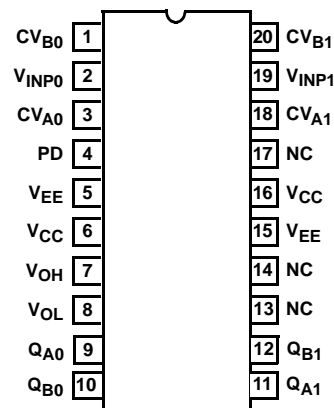 CVB0 1 20 CVB1
VINP0 2 19 VINP1
CVA0 3 18 CVA1
PD 4 17 NC
VEE 5 16 VCC
VCC 6 15 VEE
VOH 7 14 NC
VOL 8 13 NC
QA0 9 12 QB1
QB0 10 11 QA1